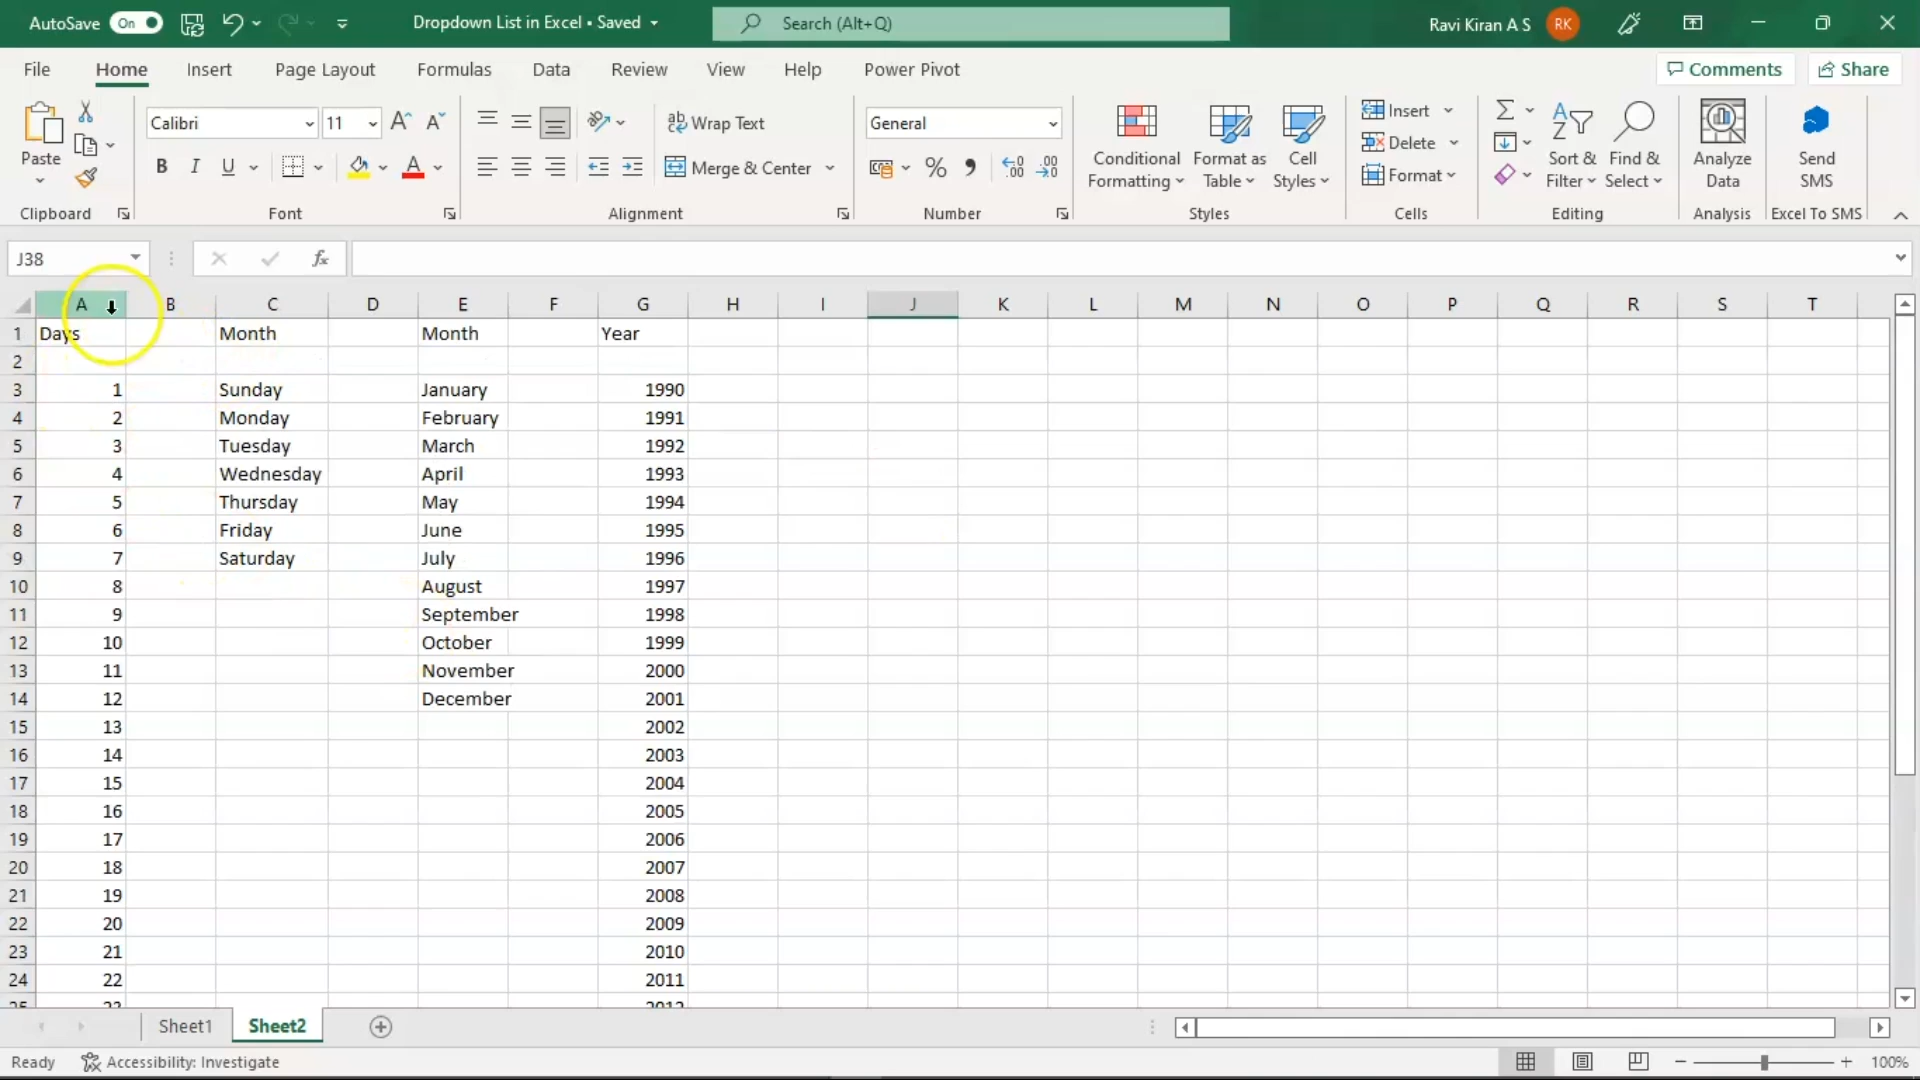 AutoSave On Dropdown List in Excel • Saved Search (Alt+Q) Ravi Kiran A S RK
File Home Insert Page Layout Formulas Data Review View Help Power Pivot Comments Share
Calibri 11 Wrap Text General Insert
Paste B I U Merge & Center % Conditional Formatting Format as Table Cell Styles Delete Format Sort & Filter Find & Select Analyze Data Send SMS
Clipboard Font Alignment Number Styles Cells Editing Analysis Excel To SMS
J38 fx
A B C D E F G H I J K L M N O P Q R S T
1 Days Month Month Year
2
3 1 Sunday January 1990
4 2 Monday February 1991
5 3 Tuesday March 1992
6 4 Wednesday April 1993
7 5 Thursday May 1994
8 6 Friday June 1995
9 7 Saturday July 1996
10 8 August 1997
11 9 September 1998
12 10 October 1999
13 11 November 2000
14 12 December 2001
15 13 2002
16 14 2003
17 15 2004
18 16 2005
19 17 2006
20 18 2007
21 19 2008
22 20 2009
23 21 2010
24 22 2011
Sheet1 Sheet2
Ready Accessibility: Investigate 100%